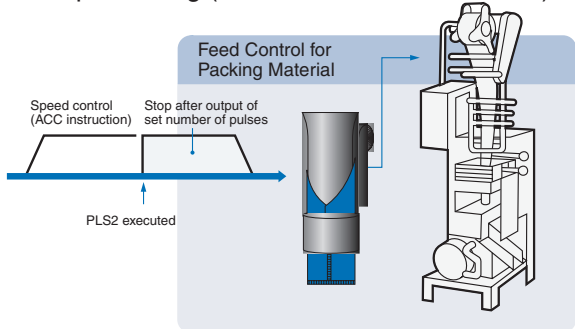 Feed Control for
Packing Material
Speed control
(ACC instruction)
Stop after output of
set number of pulses
PLS2 executed